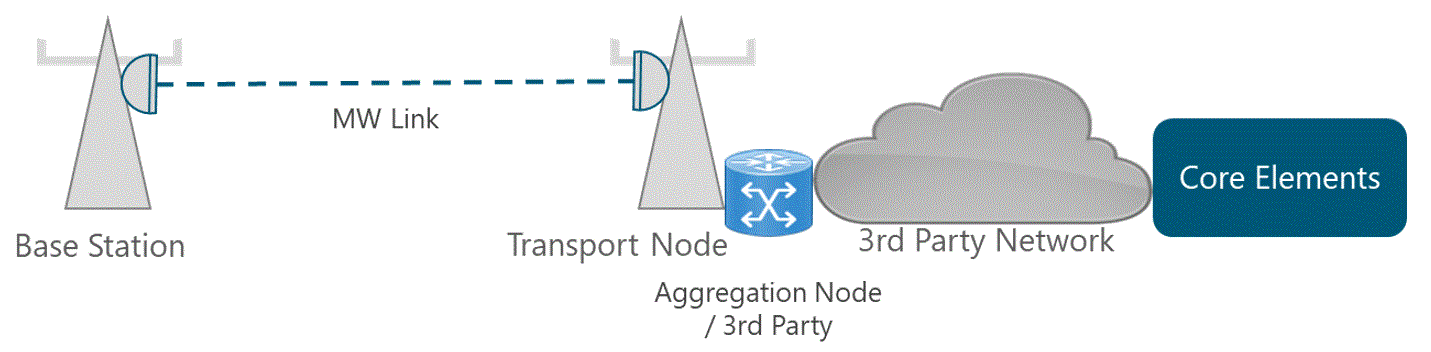 MW Link
Core Elements
Base Station
Transport Node
3rd Party Network
Aggregation Node
/ 3rd Party